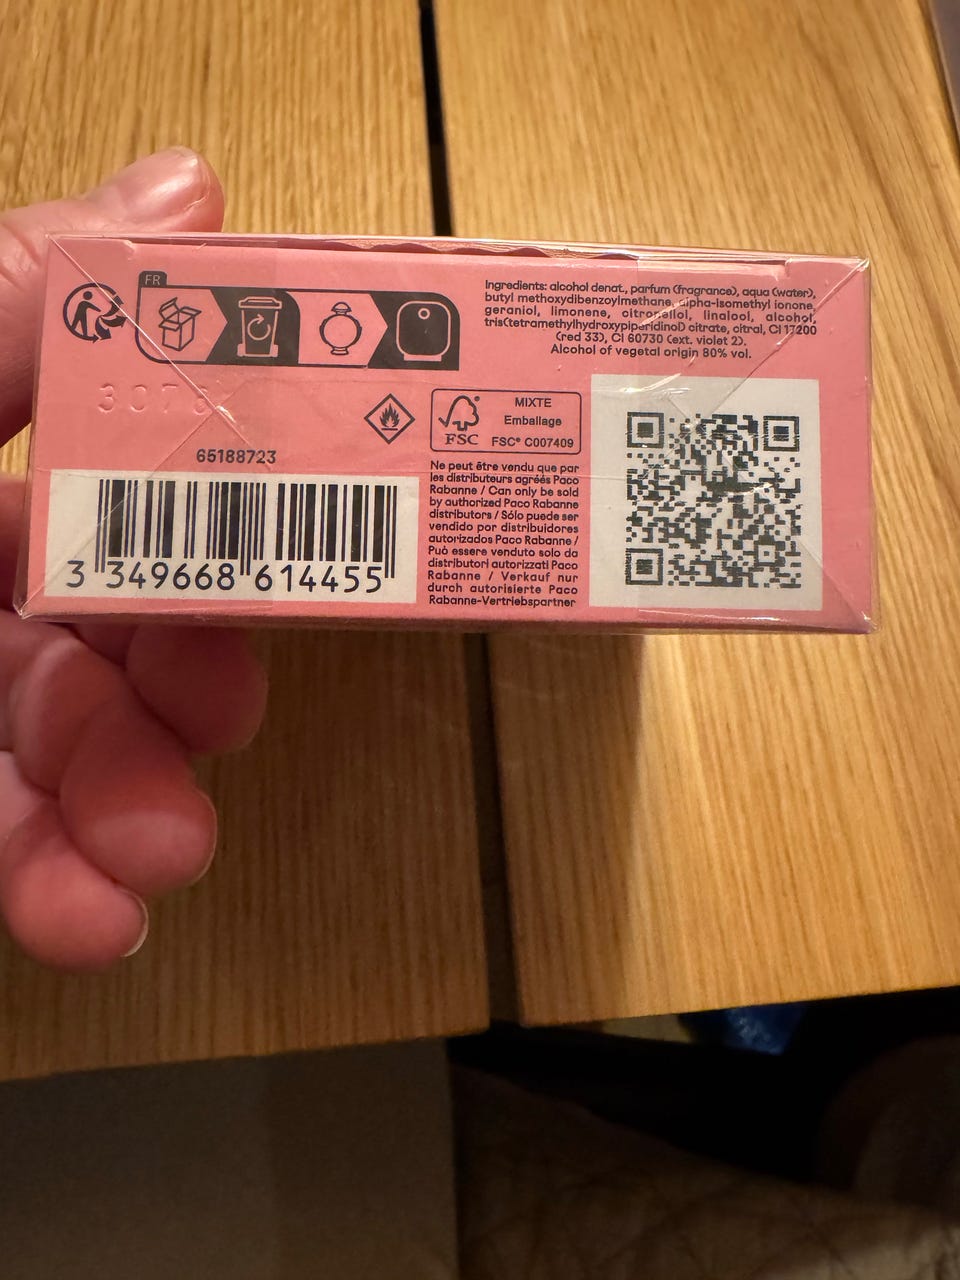 FR
Ingredients: alcohol denat., parfum (fragrance), aqua (water),
butyl methoxydibenzoylmethane, alpha-isomethyl ionone,
geraniol, limonene, citronellol, linalool, alcohol,
tris(tetramethylhydroxypiperidinol) citrate, citral, CI 17200
(red 33), CI 60730 (ext. violet 2).
Alcohol of vegetal origin 80% vol.
MIXTE
Emballage
FSC
FSC® C007409
65188723
3 349668 614455
Ne peut être vendu que par
les distributeurs agréés Paco
Rabanne / Can only be sold
by authorized Paco Rabanne
distributors / Sólo puede ser
vendido por distribuidores
autorizados Paco Rabanne /
Può essere venduto solo da
distributori autorizzati Paco
Rabanne / Verkauf nur
durch autorisierte Paco
Rabanne-Vertriebspartner